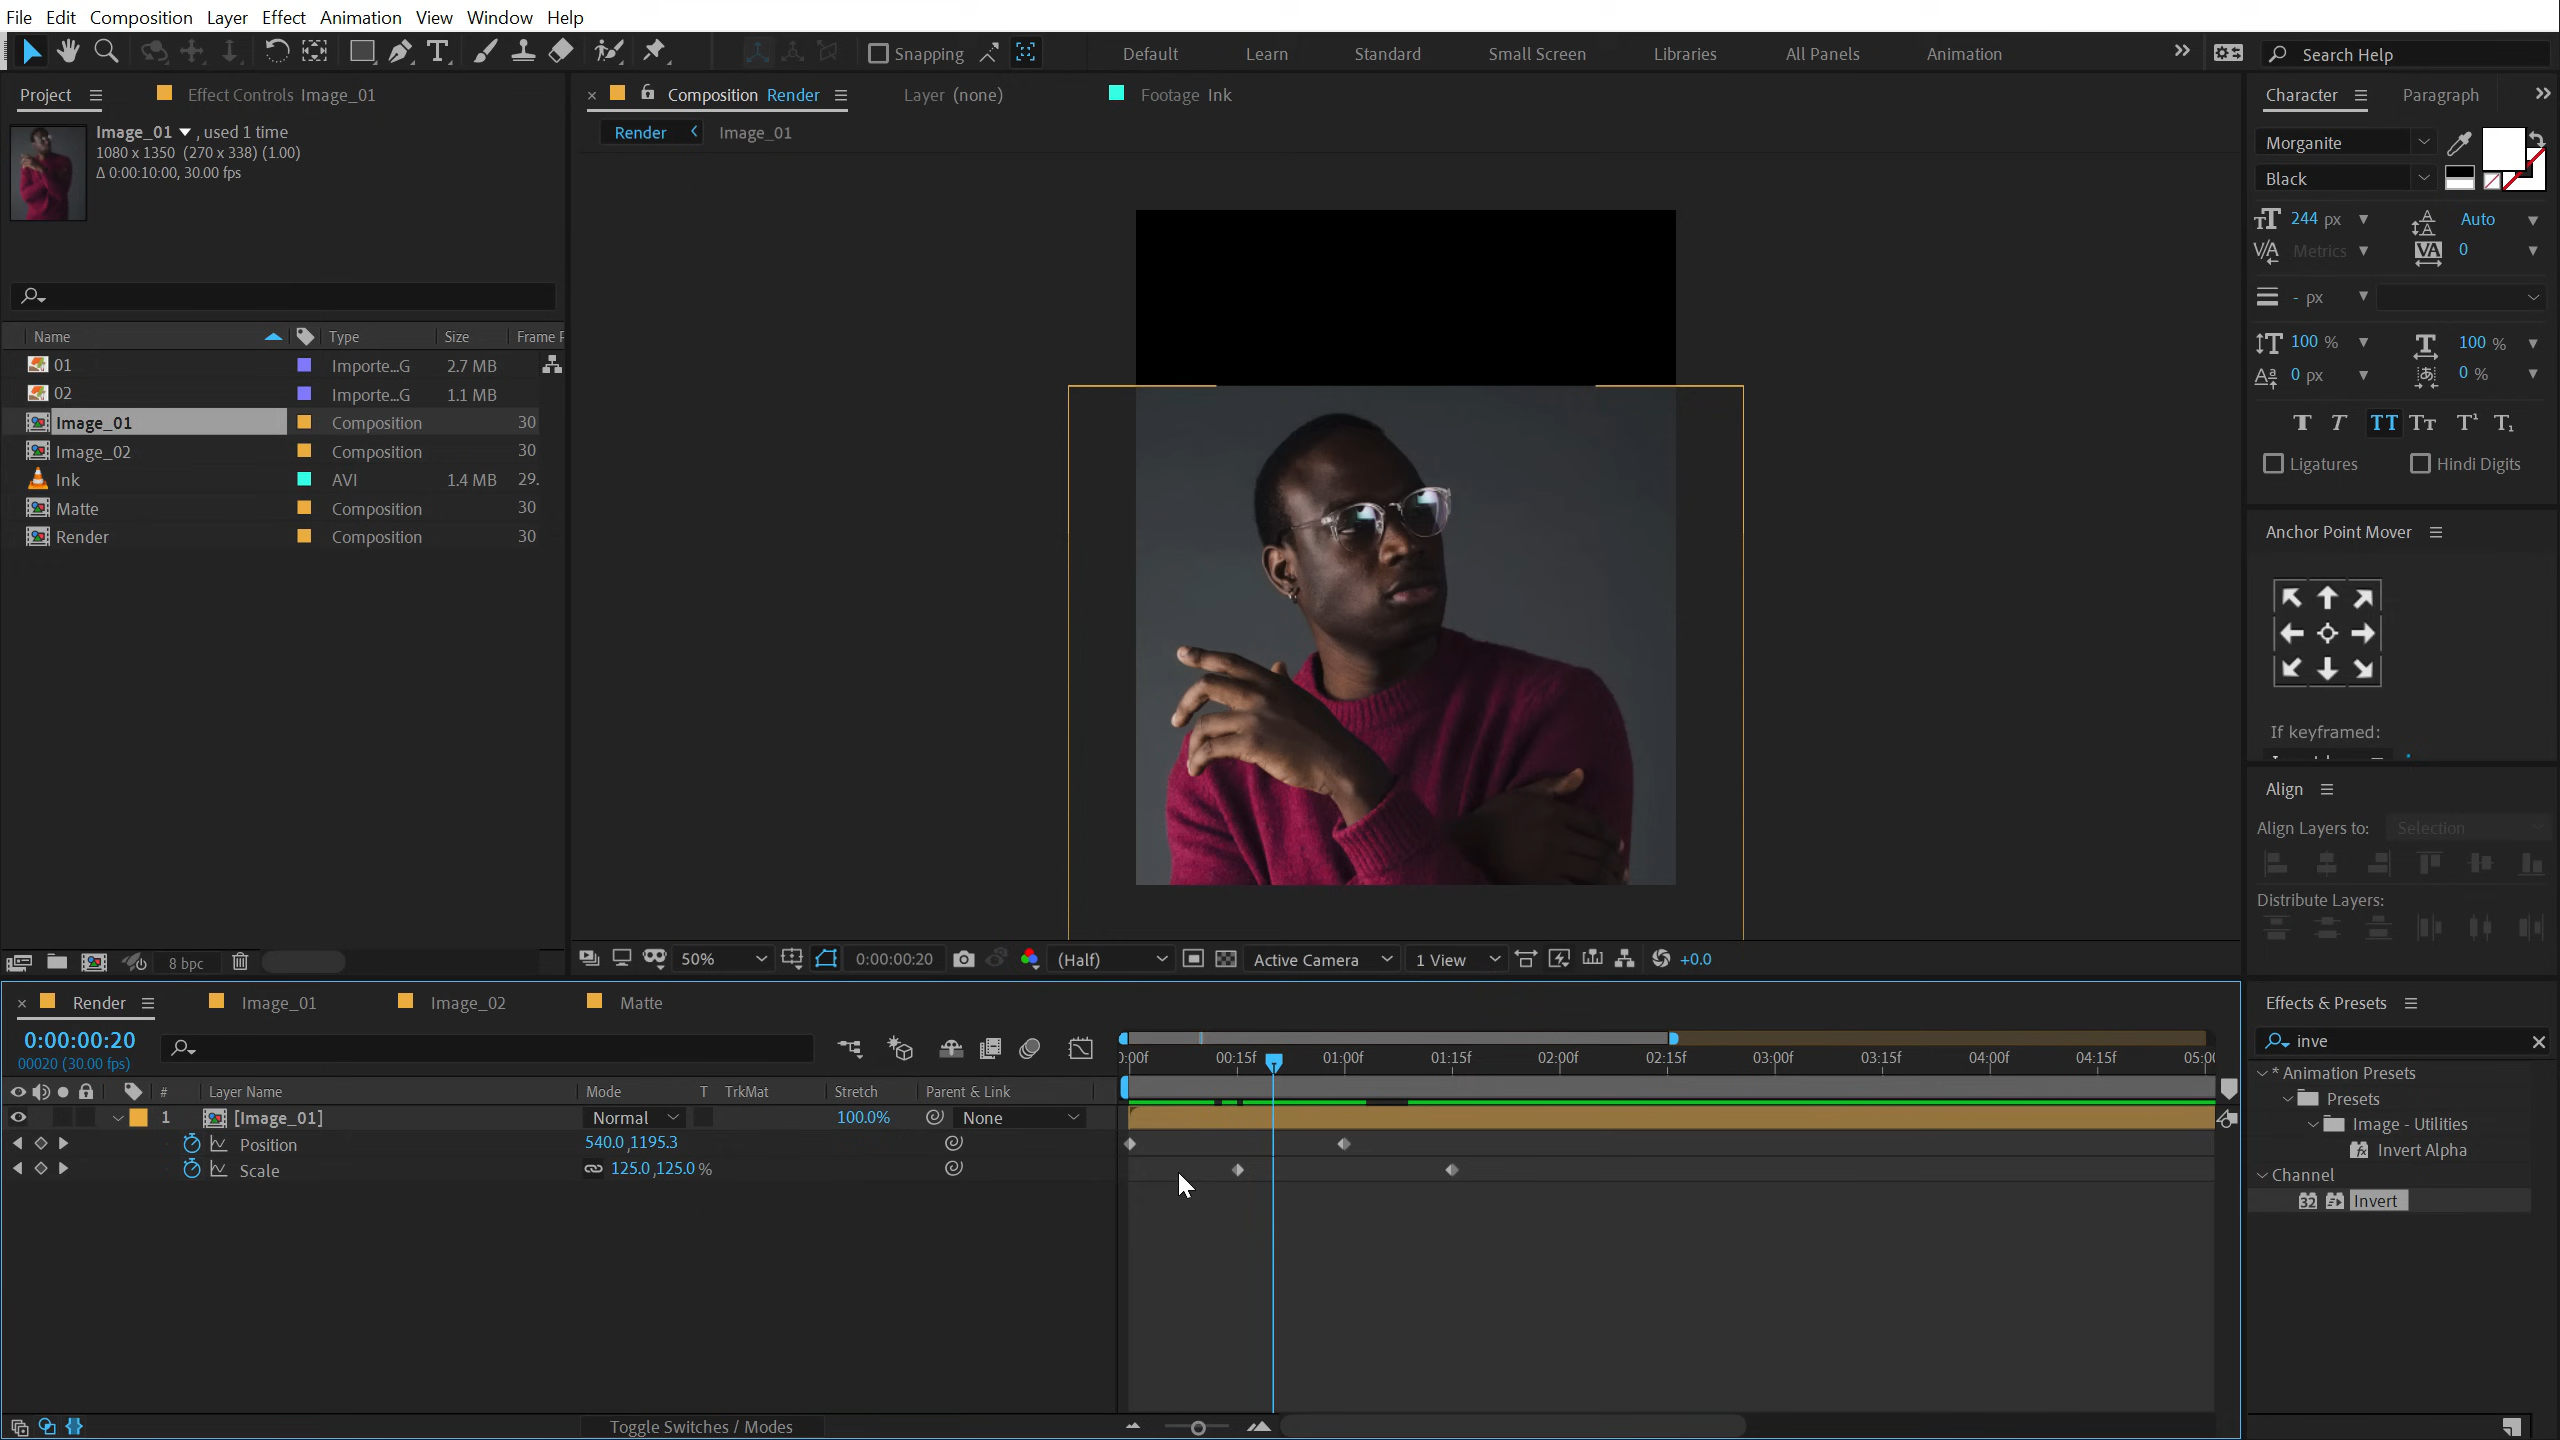 File Edit Composition Layer Effect Animation View Window Help
Snapping Default Learn Standard Small Screen Libraries All Panels Animation Search Help
Project Effect Controls Image_01
Image_01 , used 1 time
1080 x 1350 (270 x 338) (1.00)
Δ 0:00:10:00, 30.00 fps
Name Type Size Frame F
01 Importe...G 2.7 MB
02 Importe...G 1.1 MB
Image_01 Composition 30
Image_02 Composition 30
Ink AVI 1.4 MB 29.
Matte Composition 30
Render Composition 30
8 bpc
Composition Render Layer (none) Footage Ink
Render Image_01
50% 0:00:00:20 (Half) Active Camera 1 View +0.0
Character Paragraph
Morganite
Black
244 px Auto
Metrics 0
- px
100 % 100 %
0 px 0 %
Ligatures Hindi Digits
Anchor Point Mover
If keyframed:
Align
Align Layers to: Selection
Distribute Layers:
Effects & Presets
inve
* Animation Presets
Presets
Image - Utilities
Invert Alpha
Channel
32 Invert
Render Image_01 Image_02 Matte
0:00:00:20
00020 (30.00 fps)
0:00f 00:15f 01:00f 01:15f 02:00f 02:15f 03:00f 03:15f 04:00f 04:15f 05:00
# Layer Name Mode T TrkMat Stretch Parent & Link
1 [Image_01] Normal 100.0% None
Position 540.0,1195.3
Scale 125.0,125.0 %
Toggle Switches / Modes